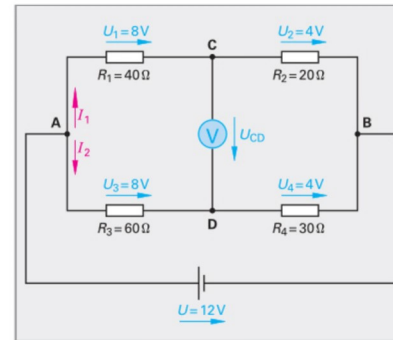 U1=8V
C
U2=4V
R1=40Ω
R2=20Ω
A
I1
V
UCD
B
I2
U3=8V
U4=4V
D
R3=60Ω
R4=30Ω
U=12V